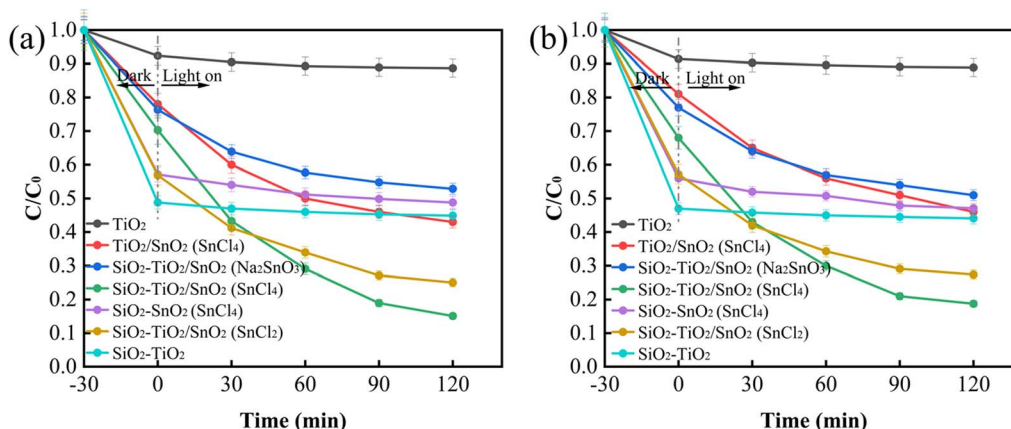 (a)
C/C₀
1.0
0.9
0.8
0.7
0.6
0.5
0.4
0.3
0.2
0.1
0.0
Dark
Light on
TiO₂
TiO₂/SnO₂ (SnCl₄)
SiO₂-TiO₂/SnO₂ (Na₂SnO₃)
SiO₂-TiO₂/SnO₂ (SnCl₄)
SiO₂-SnO₂ (SnCl₄)
SiO₂-TiO₂/SnO₂ (SnCl₂)
SiO₂-TiO₂
-30 0 30 60 90 120
Time (min)
(b)
C/C₀
1.0
0.9
0.8
0.7
0.6
0.5
0.4
0.3
0.2
0.1
0.0
Dark
Light on
TiO₂
TiO₂/SnO₂ (SnCl₄)
SiO₂-TiO₂/SnO₂ (Na₂SnO₃)
SiO₂-TiO₂/SnO₂ (SnCl₄)
SiO₂-SnO₂ (SnCl₄)
SiO₂-TiO₂/SnO₂ (SnCl₂)
SiO₂-TiO₂
-30 0 30 60 90 120
Time (min)